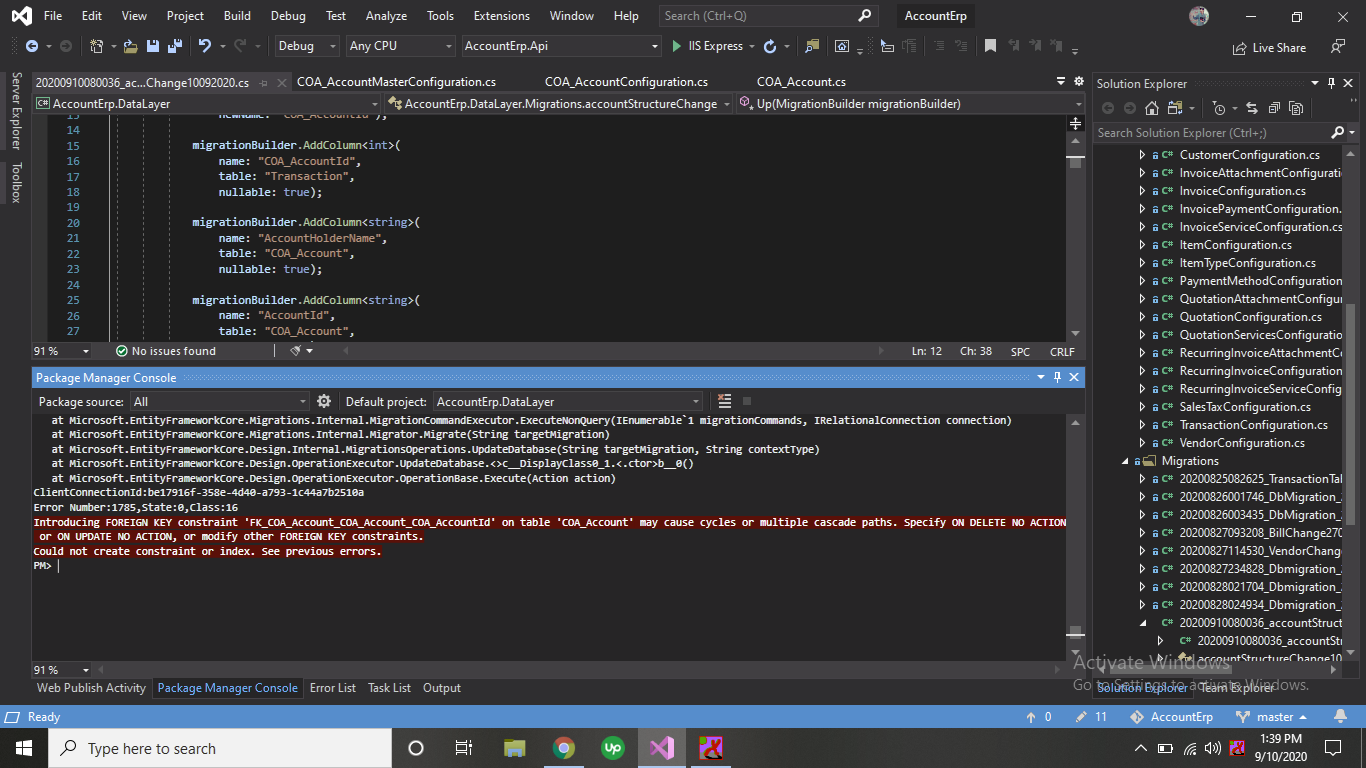 File Edit View Project Build Debug Test Analyze Tools Extensions Window Help Search (Ctrl+Q) AccountErp
Debug Any CPU AccountErp.Api IIS Express Live Share
Server Explorer
Toolbox
20200910080036_ac...Change10092020.cs COA_AccountMasterConfiguration.cs COA_AccountConfiguration.cs COA_Account.cs
AccountErp.DataLayer AccountErp.DataLayer.Migrations.accountStructureChange Up(MigrationBuilder migrationBuilder)
13 newName: "COA_AccountId");
14
15 migrationBuilder.AddColumn<int>(
16 name: "COA_AccountId",
17 table: "Transaction",
18 nullable: true);
19
20 migrationBuilder.AddColumn<string>(
21 name: "AccountHolderName",
22 table: "COA_Account",
23 nullable: true);
24
25 migrationBuilder.AddColumn<string>(
26 name: "AccountId",
27 table: "COA_Account",
91 % No issues found Ln: 12 Ch: 38 SPC CRLF
Package Manager Console
Package source: All Default project: AccountErp.DataLayer
at Microsoft.EntityFrameworkCore.Migrations.Internal.MigrationCommandExecutor.ExecuteNonQuery(IEnumerable`1 migrationCommands, IRelationalConnection connection)
at Microsoft.EntityFrameworkCore.Migrations.Internal.Migrator.Migrate(String targetMigration)
at Microsoft.EntityFrameworkCore.Design.Internal.MigrationsOperations.UpdateDatabase(String targetMigration, String contextType)
at Microsoft.EntityFrameworkCore.Design.OperationExecutor.UpdateDatabase.<>c__DisplayClass0_1.<.ctor>b__0()
at Microsoft.EntityFrameworkCore.Design.OperationExecutor.OperationBase.Execute(Action action)
ClientConnectionId:be17916f-358e-4d40-a793-1c44a7b2510a
Error Number:1785,State:0,Class:16
Introducing FOREIGN KEY constraint 'FK_COA_Account_COA_Account_COA_AccountId' on table 'COA_Account' may cause cycles or multiple cascade paths. Specify ON DELETE NO ACTION
or ON UPDATE NO ACTION, or modify other FOREIGN KEY constraints.
Could not create constraint or index. See previous errors.
PM>
91 %
Web Publish Activity Package Manager Console Error List Task List Output
Solution Explorer
Search Solution Explorer (Ctrl+;)
C# CustomerConfiguration.cs
C# InvoiceAttachmentConfigurati
C# InvoiceConfiguration.cs
C# InvoicePaymentConfiguration.
C# InvoiceServiceConfiguration.cs
C# ItemConfiguration.cs
C# ItemTypeConfiguration.cs
C# PaymentMethodConfiguration
C# QuotationAttachmentConfigur
C# QuotationConfiguration.cs
C# QuotationServicesConfiguratio
C# RecurringInvoiceAttachmentCo
C# RecurringInvoiceConfiguration
C# RecurringInvoiceServiceConfig
C# SalesTaxConfiguration.cs
C# TransactionConfiguration.cs
C# VendorConfiguration.cs
Migrations
C# 20200825082625_TransactionTal
C# 20200826001746_DbMigration_
C# 20200826003435_DbMigration_
C# 20200827093208_BillChange270
C# 20200827114530_VendorChang
C# 20200827234828_Dbmigration_
C# 20200828021704_Dbmigration_
C# 20200828024934_Dbmigration_
C# 20200910080036_accountStruct
C# 20200910080036_accountStr
accountStructureChange10
Activate Windows
Go to Settings to activate Windows.
Solution Explorer Team Explorer
Ready 0 11 AccountErp master
Type here to search Up 1:39 PM
9/10/2020